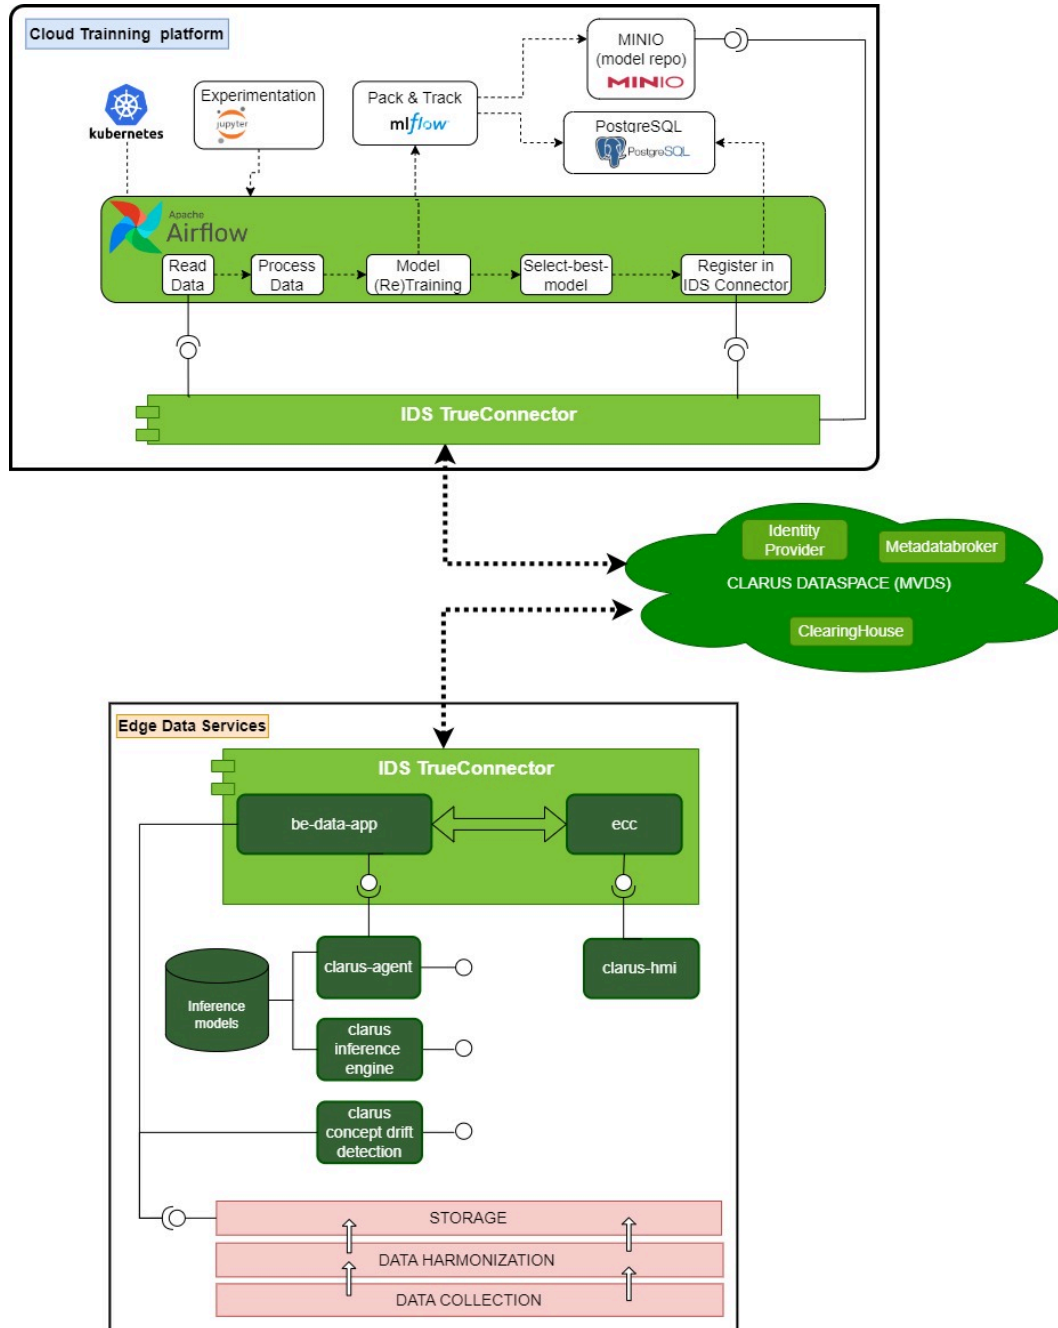 Cloud Trainning platform
kubernetes
Experimentation
jupyter
Pack & Track
mlflow
MINIO
(model repo)
MINIO
PostgreSQL
PostgreSQL
Apache
Airflow
Read
Data
Process
Data
Model
(Re)Training
Select-best-
model
Register in
IDS Connector
IDS TrueConnector
Identity
Provider
Metadatabroker
CLARUS DATASPACE (MVDS)
ClearingHouse
Edge Data Services
IDS TrueConnector
be-data-app
ecc
clarus-agent
clarus-hmi
Inference
models
clarus
inference
engine
clarus
concept drift
detection
STORAGE
DATA HARMONIZATION
DATA COLLECTION